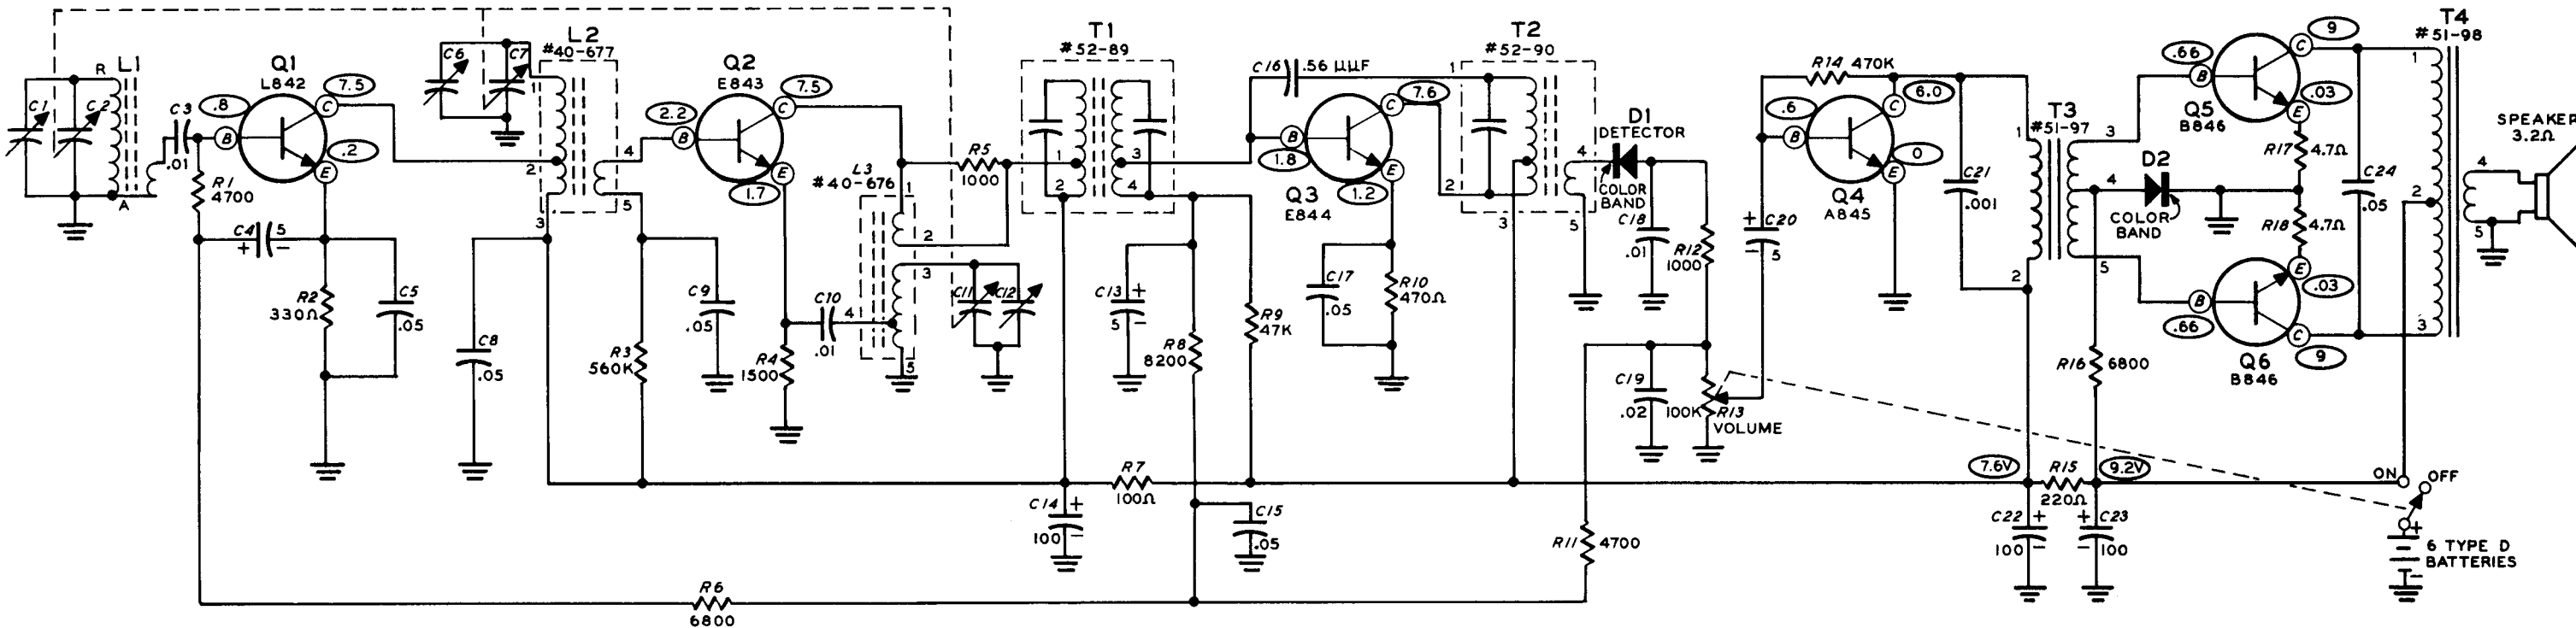 L1
R
A
C1
C2
C3
.01
R1
4700
Q1
L842
.8
B
C
7.5
.2
E
C4
5
+
-
R2
330Ω
C5
.05
C6
C7
L2
#40-677
1
2
3
4
5
C8
.05
Q2
E843
2.2
B
C
7.5
E
1.7
C9
.05
R3
560K
R4
1500
C10
.01
L3
#40-676
1
2
3
4
5
C11
C12
R5
1000
T1
#52-89
1
2
3
4
C13
5
+
-
R8
8200
R9
47K
R7
100Ω
C14
100
+
-
C15
.05
R6
6800
C16
.56 µµF
Q3
E844
B
1.8
C
7.6
E
1.2
C17
.05
R10
470Ω
T2
#52-90
1
2
3
4
5
D1
DETECTOR
COLOR
BAND
C18
.01
R12
1000
C19
.02
100K
R13
VOLUME
R11
4700
C20
5
+
-
R14 470K
Q4
A845
.6
B
C
6.0
0
E
C21
.001
T3
#51-97
1
2
3
4
5
D2
COLOR
BAND
R16
6800
7.6V
R15
220Ω
9.2V
C22
100
+
-
C23
100
+
-
Q5
B846
.66
B
C
9
.03
E
R17
4.7Ω
R18
4.7Ω
E
.03
B
.66
C
9
Q6
B846
C24
.05
T4
#51-98
1
2
3
4
5
SPEAKER
3.2Ω
ON
OFF
+
-
6 TYPE D
BATTERIES